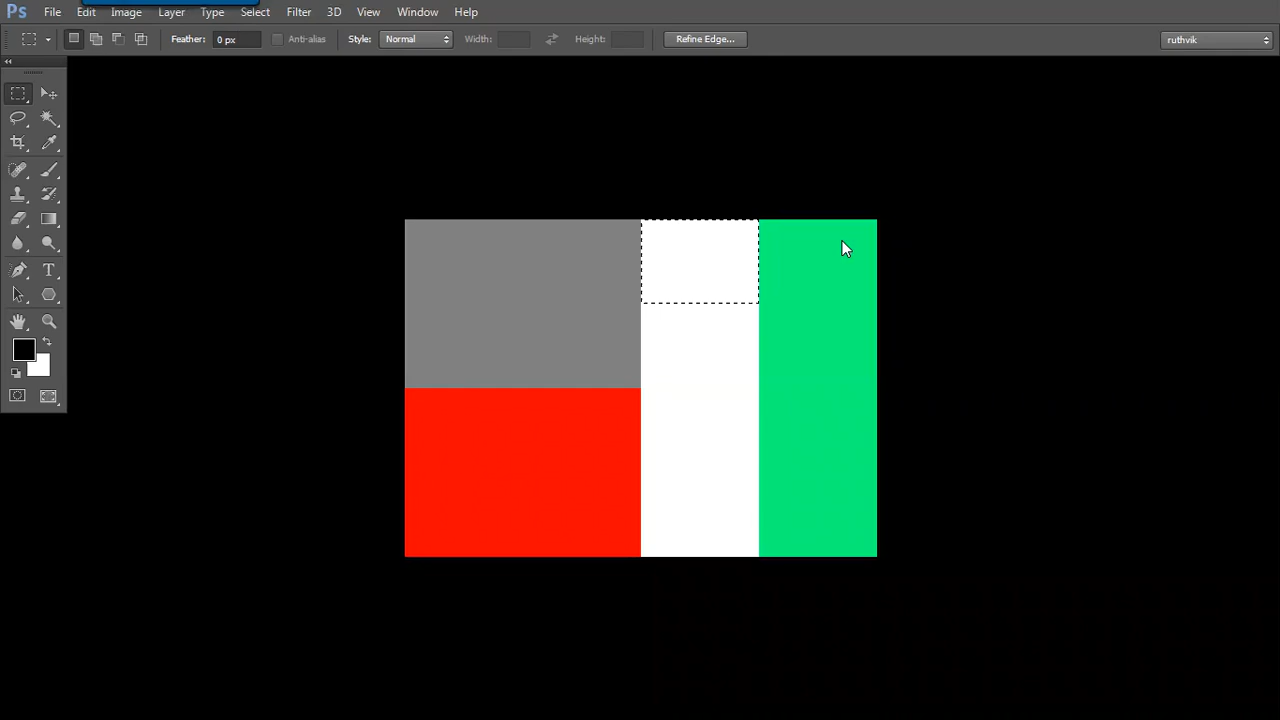 Ps File Edit Image Layer Type Select Filter 3D View Window Help
Feather: 0 px Anti-alias Style: Normal Width: Height: Refine Edge... ruthvik
T